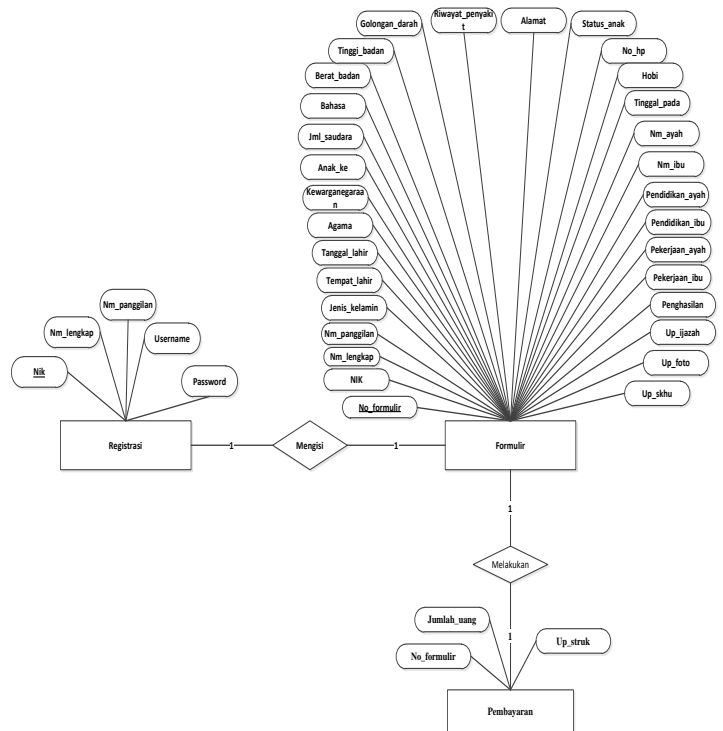 Riwayat_penyaki
t
Alamat
Golongan_darah
Status_anak
Tinggi_badan
No_hp
Berat_badan
Hobi
Bahasa
Tinggal_pada
Jml_saudara
Nm_ayah
Anak_ke
Nm_ibu
Kewarganegaraa
n
Pendidikan_ayah
Agama
Pendidikan_ibu
Tanggal_lahir
Pekerjaan_ayah
Tempat_lahir
Pekerjaan_ibu
Jenis_kelamin
Penghasilan
Nm_panggilan
Nm_panggilan
Up_ijazah
Nm_lengkap
Username
Nm_lengkap
Up_foto
Nik
Password
NIK
Up_skhu
No_formulir
Registrasi
1
Mengisi
1
Formulir
1
Melakukan
Jumlah_uang
1
Up_struk
No_formulir
Pembayaran